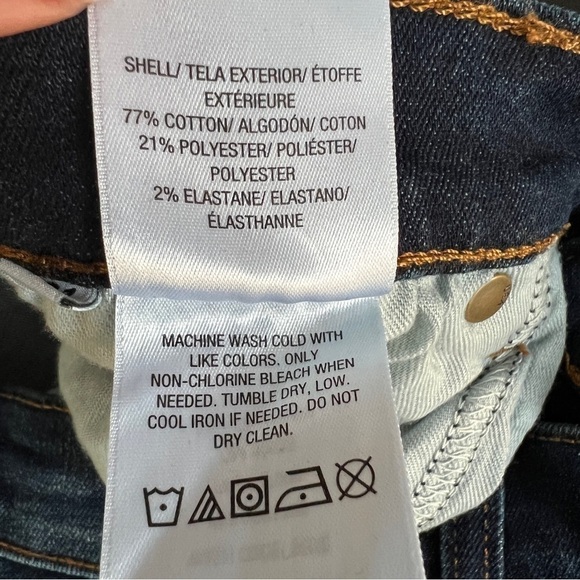 SHELL/ TELA EXTERIOR/ ÉTOFFE
EXTÉRIEURE
77% COTTON/ ALGODÓN/ COTON
21% POLYESTER/ POLIÉSTER/
POLYESTER
2% ELASTANE/ ELASTANO/
ÉLASTHANNE
MACHINE WASH COLD WITH
LIKE COLORS. ONLY
NON-CHLORINE BLEACH WHEN
NEEDED. TUMBLE DRY, LOW.
COOL IRON IF NEEDED. DO NOT
DRY CLEAN.